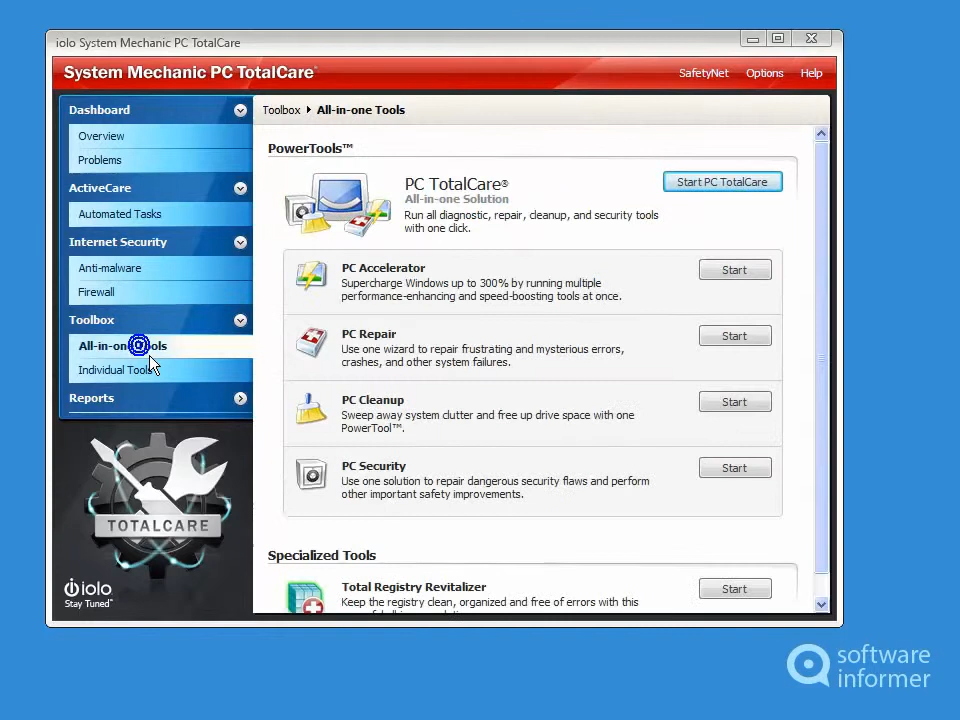 iolo System Mechanic PC TotalCare
System Mechanic PC TotalCare™
SafetyNet Options Help
Dashboard
Overview
Problems
ActiveCare
Automated Tasks
Internet Security
Anti-malware
Firewall
Toolbox
All-in-one Tools
Individual Tools
Reports
TOTALCARE
iolo
Stay Tuned™
Toolbox All-in-one Tools
PowerTools™
PC TotalCare®
All-in-one Solution
Run all diagnostic, repair, cleanup, and security tools
with one click.
Start PC TotalCare
PC Accelerator
Supercharge Windows up to 300% by running multiple
performance-enhancing and speed-boosting tools at once.
Start
PC Repair
Use one wizard to repair frustrating and mysterious errors,
crashes, and other system failures.
Start
PC Cleanup
Sweep away system clutter and free up drive space with one
PowerTool™.
Start
PC Security
Use one solution to repair dangerous security flaws and perform
other important safety improvements.
Start
Specialized Tools
Total Registry Revitalizer
Keep the registry clean, organized and free of errors with this
Start
software
informer